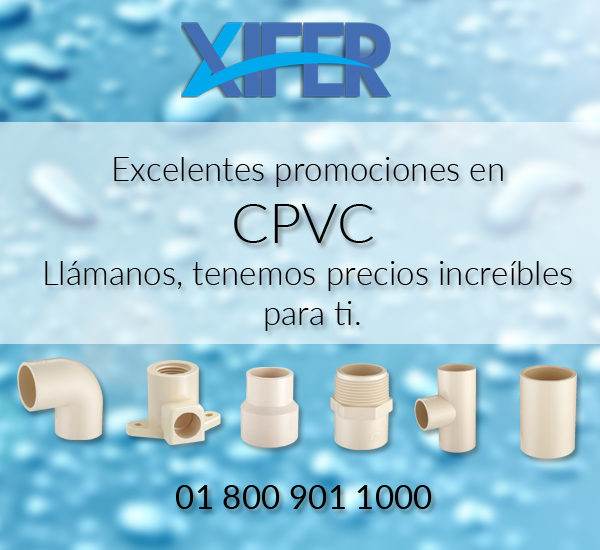 XIFER
Excelentes promociones en
CPVC
Llámanos, tenemos precios increíbles
para ti.
01 800 901 1000